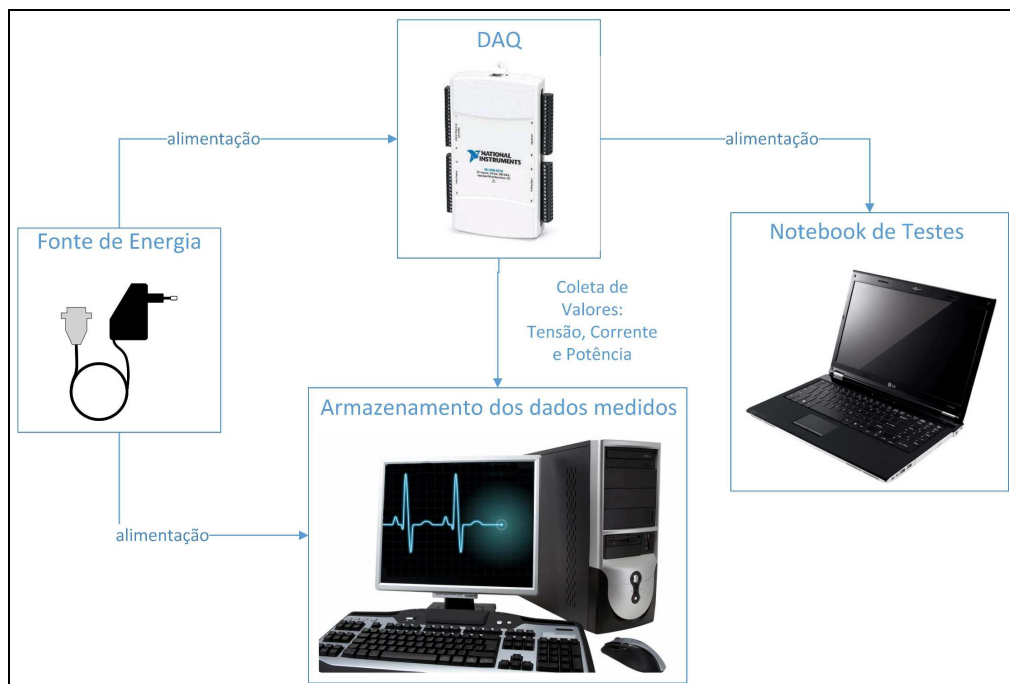 DAQ
NATIONAL
INSTRUMENTS
alimentação
alimentação
Fonte de Energia
Notebook de Testes
Coleta de
Valores:
Tensão, Corrente
e Potência
Armazenamento dos dados medidos
alimentação
LG